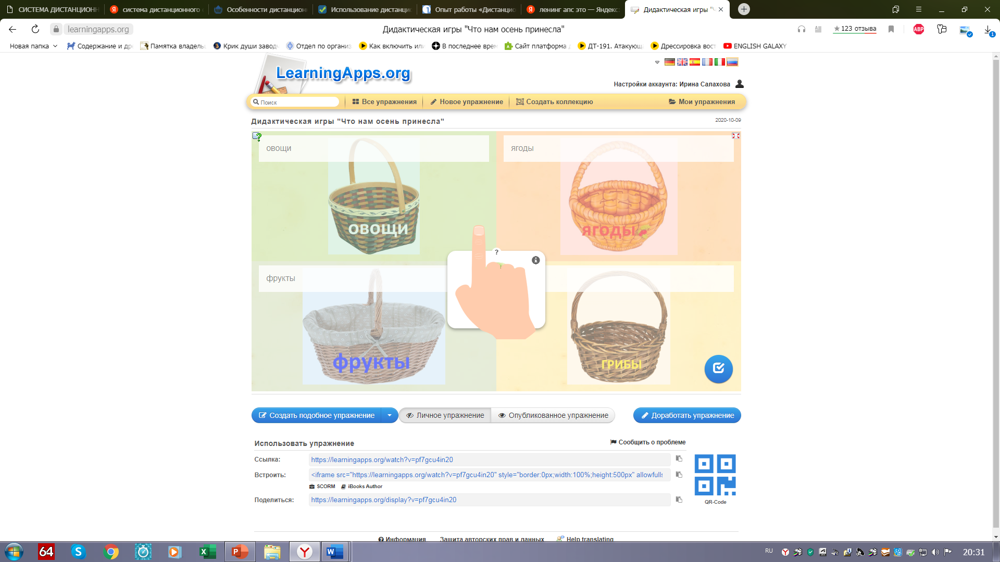 СИСТЕМА ДИСТАНЦИОНН
система дистанционного
Особенности дистанцион
Использование дистанци
Опыт работы «Дистанцио
ленинг апс это — Яндекс:
Дидактическая игры "Ч
learningapps.org
Дидактическая игры "Что нам осень принесла"
★ 123 отзыва
ABP
1
Новая папка
Содержание и др
Памятка владель
Крик души завод
Отдел по организ
Как включить или
В последнее врем
Сайт платформа д
ДТ-191. Атакующ
Дрессировка вост
ENGLISH GALAXY
LearningApps.org
Настройки аккаунта: Ирина Салахова
Поиск
Все упражнения
Новое упражнение
Создать коллекцию
Мои упражнения
Дидактическая игры "Что нам осень принесла"
2020-10-09
овощи
ягоды
овощи
ягоды
?
фрукты
фрукты
ГРИБЫ
Создать подобное упражнение
Личное упражнение
Опубликованное упражнение
Доработать упражнение
Использовать упражнение
Сообщить о проблеме
Ссылка:
https://learningapps.org/watch?v=pf7gcu4in20
Встроить:
<iframe src="https://learningapps.org/watch?v=pf7gcu4in20" style="border:0px;width:100%;height:500px" allowfulls
SCORM
iBooks Author
Поделиться:
https://learningapps.org/display?v=pf7gcu4in20
QR-Code
Информация
Защита авторских прав и данных
Help translating
64
RU
20:31